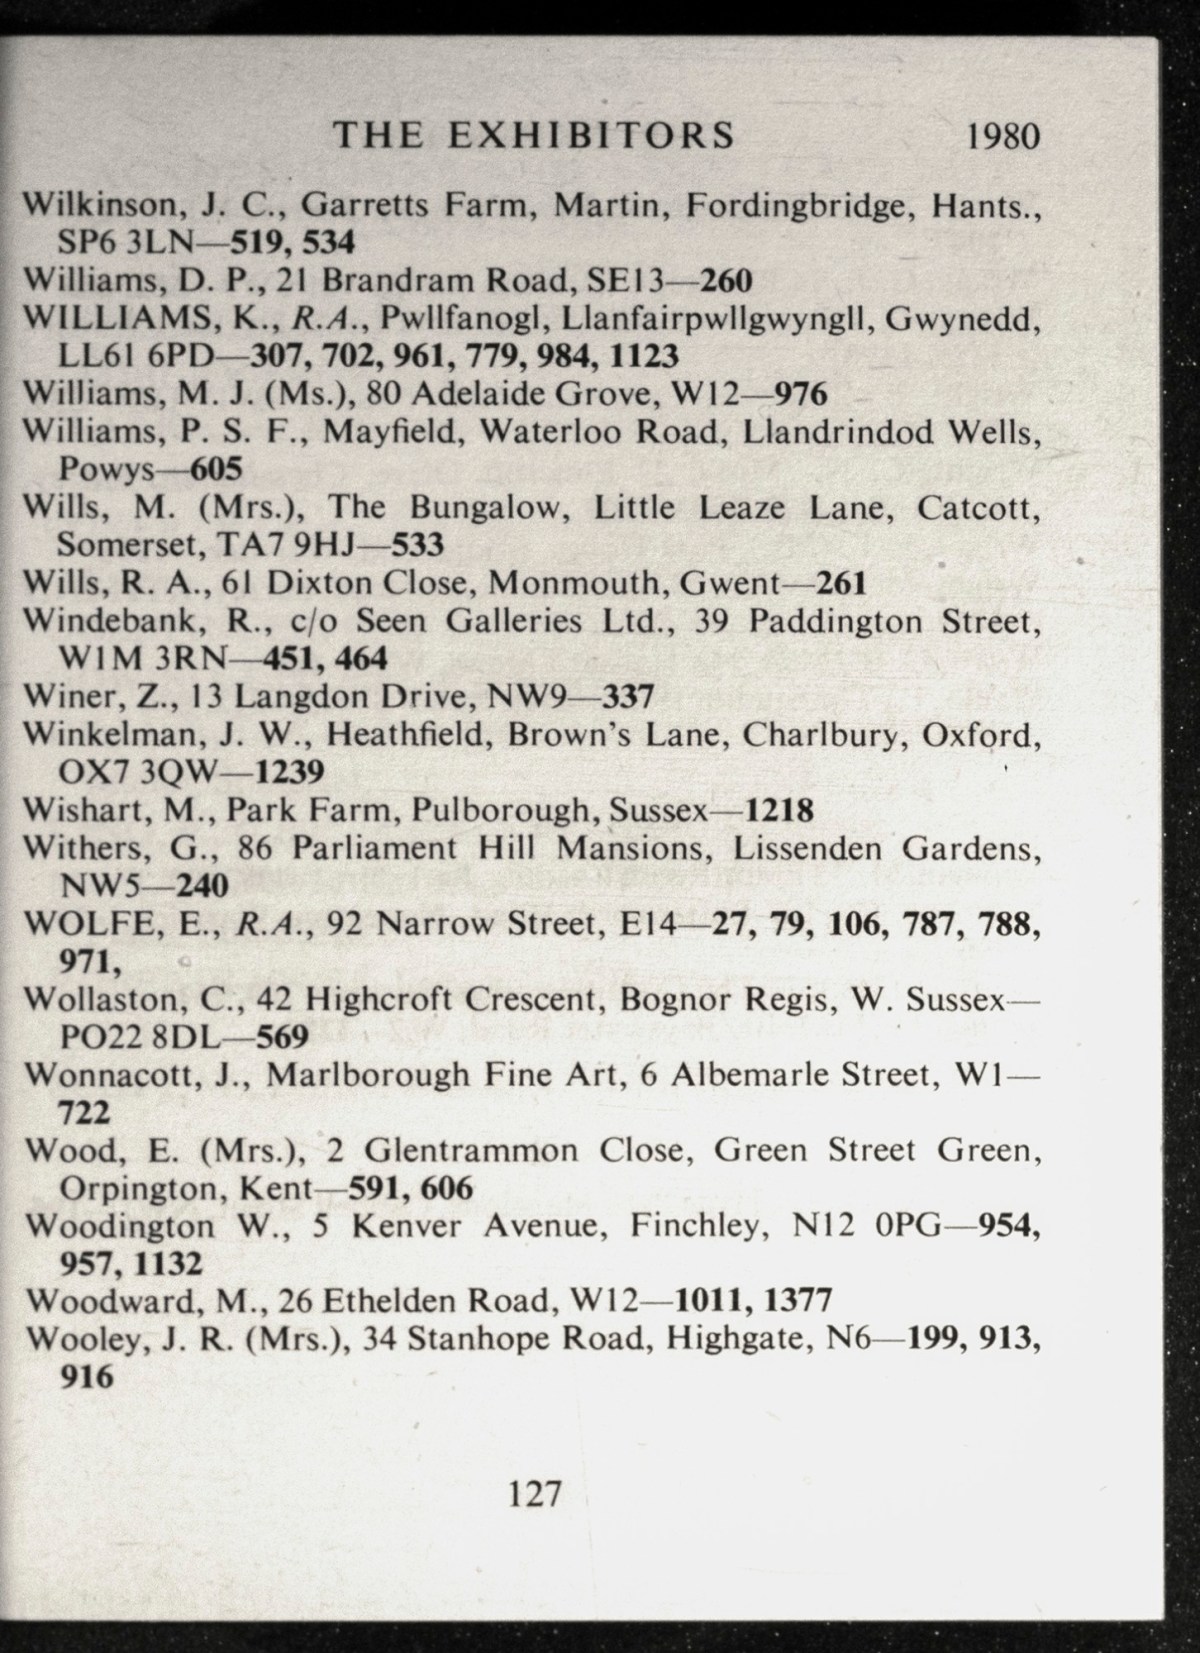 THE EXHIBITORS 1980
Wilkinson, J. C., Garretts Farm, Martin, Fordingbridge, Hants.,
SP6 3LN—519, 534
Williams, D. P., 21 Brandram Road, SE13—260
WILLIAMS, K., R.A., Pwllfanogl, Llanfairpwllgwyngll, Gwynedd,
LL61 6PD—307, 702, 961, 779, 984, 1123
Williams, M. J. (Ms.), 80 Adelaide Grove, W12—976
Williams, P. S. F., Mayfield, Waterloo Road, Llandrindod Wells,
Powys—605
Wills, M. (Mrs.), The Bungalow, Little Leaze Lane, Catcott,
Somerset, TA7 9HJ—533
Wills, R. A., 61 Dixton Close, Monmouth, Gwent—261
Windebank, R., c/o Seen Galleries Ltd., 39 Paddington Street,
W1M 3RN—451, 464
Winer, Z., 13 Langdon Drive, NW9—337
Winkelman, J. W., Heathfield, Brown's Lane, Charlbury, Oxford,
OX7 3QW—1239
Wishart, M., Park Farm, Pulborough, Sussex—1218
Withers, G., 86 Parliament Hill Mansions, Lissenden Gardens,
NW5—240
WOLFE, E., R.A., 92 Narrow Street, E14—27, 79, 106, 787, 788,
971,
Wollaston, C., 42 Highcroft Crescent, Bognor Regis, W. Sussex—
PO22 8DL—569
Wonnacott, J., Marlborough Fine Art, 6 Albemarle Street, W1—
722
Wood, E. (Mrs.), 2 Glentrammon Close, Green Street Green,
Orpington, Kent—591, 606
Woodington W., 5 Kenver Avenue, Finchley, N12 0PG—954,
957, 1132
Woodward, M., 26 Ethelden Road, W12—1011, 1377
Wooley, J. R. (Mrs.), 34 Stanhope Road, Highgate, N6—199, 913,
916
127